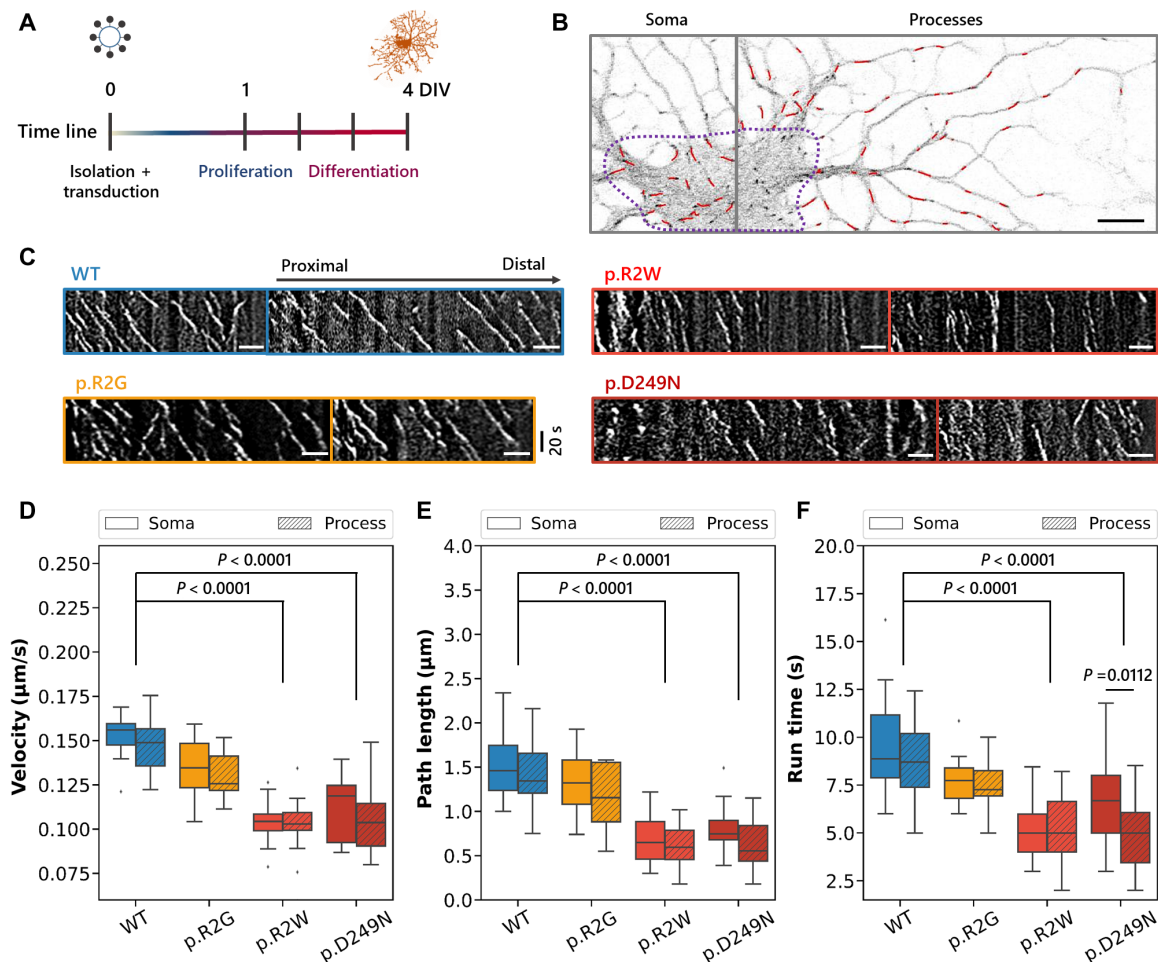 A
0
1
4 DIV
Time line
Isolation +
transduction
Proliferation
Differentiation
B
Soma
Processes
C
WT
Proximal
Distal
p.R2W
p.R2G
20 s
p.D249N
D
Soma
Process
Velocity (μm/s)
0.250
0.225
0.200
0.175
0.150
0.125
0.100
0.075
P < 0.0001
P < 0.0001
WT
p.R2G
p.R2W
p.D249N
E
Soma
Process
Path length (μm)
4.0
3.5
3.0
2.5
2.0
1.5
1.0
0.5
0.0
P < 0.0001
P < 0.0001
WT
p.R2G
p.R2W
p.D249N
F
Soma
Process
Run time (s)
20.0
17.5
15.0
12.5
10.0
7.5
5.0
2.5
P < 0.0001
P < 0.0001
P = 0.0112
WT
p.R2G
p.R2W
p.D249N